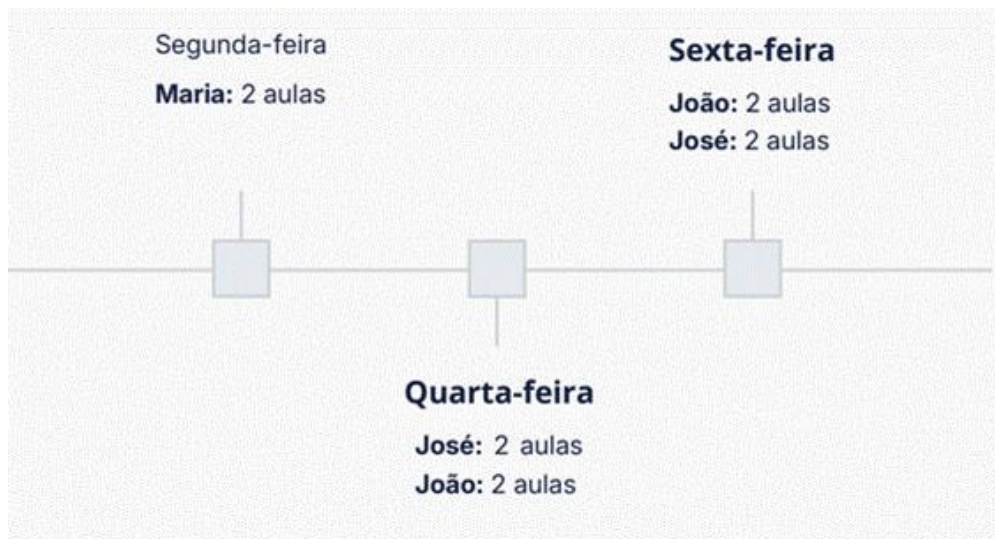 Segunda-feira
Maria: 2 aulas
Quarta-feira
José: 2 aulas
João: 2 aulas
Sexta-feira
João: 2 aulas
José: 2 aulas